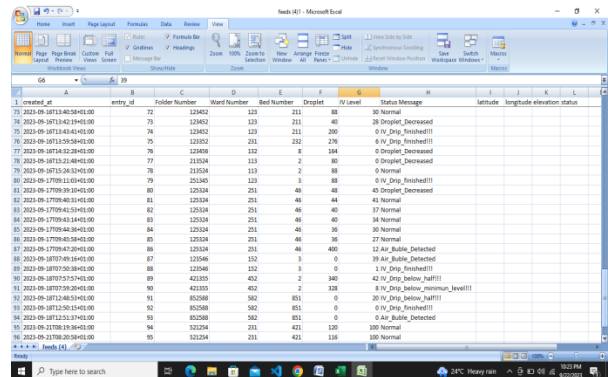 feeds (4)1 - Microsoft Excel
Home Insert Page Layout Formulas Data Review View
Normal Page Layout Page Break Preview Custom Views Full Screen
Ruler Formula Bar
Gridlines Headings
Message Bar
Zoom 100% Zoom to Selection
New Window Arrange All Freeze Panes
Split
Hide
Unhide
View Side by Side
Synchronous Scrolling
Reset Window Position
Save Workspace Switch Windows
Macros
Workbook Views Show/Hide Zoom Window Macros
G6 fx 39
A B C D E F G H I J K L
1 created_at entry_id Folder Number Ward Number Bed Number Droplet IV Level Status Message latitude longitude elevation status
73 2023-09-16T13:40:58+01:00 72 123452 123 211 88 30 Normal
74 2023-09-16T13:42:19+01:00 73 123452 123 211 40 28 Droplet_Decreased
75 2023-09-16T13:43:41+01:00 74 123452 123 211 200 0 IV_Drip_finished!!!
76 2023-09-16T13:59:58+01:00 75 123352 231 232 276 6 IV_Drip_finished!!!
77 2023-09-16T14:32:28+01:00 76 123456 132 8 164 0 Droplet_Decreased
78 2023-09-16T15:21:48+01:00 77 213524 113 2 80 0 Droplet_Decreased
79 2023-09-16T15:24:32+01:00 78 213524 113 2 88 0 Normal
80 2023-09-17T09:11:03+01:00 79 251345 123 3 88 0 IV_Drip_finished!!!
81 2023-09-17T09:39:10+01:00 80 125324 251 46 48 45 Droplet_Decreased
82 2023-09-17T09:40:31+01:00 81 125324 251 46 44 41 Normal
83 2023-09-17T09:41:53+01:00 82 125324 251 46 40 37 Normal
84 2023-09-17T09:43:14+01:00 83 125324 251 46 40 34 Normal
85 2023-09-17T09:44:36+01:00 84 125324 251 46 36 30 Normal
86 2023-09-17T09:45:58+01:00 85 125324 251 46 36 27 Normal
87 2023-09-17T09:47:20+01:00 86 125324 251 46 400 12 Air_Buble_Detected
88 2023-09-18T07:49:16+01:00 87 123546 152 3 0 39 Air_Buble_Detected
89 2023-09-18T07:50:38+01:00 88 123546 152 3 0 1 IV_Drip_finished!!!
90 2023-09-18T07:57:57+01:00 89 421355 452 2 340 42 IV_Drip_below_half!!!
91 2023-09-18T07:59:20+01:00 90 421355 452 2 328 8 IV_Drip_below_minimun_level!!!
92 2023-09-18T12:48:53+01:00 91 852588 582 851 0 20 IV_Drip_below_half!!!
93 2023-09-18T12:50:15+01:00 92 852588 582 851 0 0 IV_Drip_finished!!!
94 2023-09-18T12:51:37+01:00 93 852588 582 851 0 0 Air_Buble_Detected
95 2023-09-21T08:19:36+01:00 94 521254 231 421 120 100 Normal
96 2023-09-21T08:20:58+01:00 95 521254 231 421 116 100 Normal
feeds (4)
Ready 100%
Type here to search 24°C Heavy rain 10:23 PM
9/22/2023